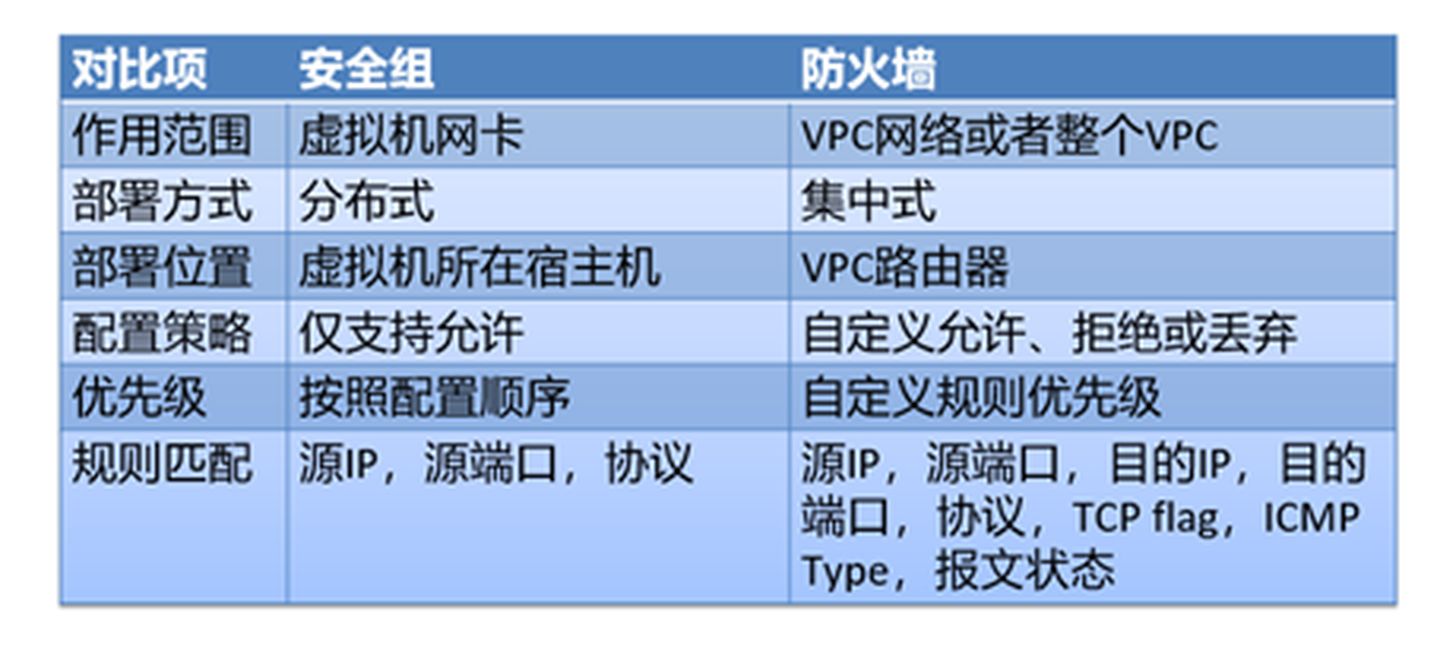 对比项 安全组 防火墙
作用范围 虚拟机网卡 VPC网络或者整个VPC
部署方式 分布式 集中式
部署位置 虚拟机所在宿主机 VPC路由器
配置策略 仅支持允许 自定义允许、拒绝或丢弃
优先级 按照配置顺序 自定义规则优先级
规则匹配 源IP，源端口，协议 源IP，源端口，目的IP，目的
端口，协议，TCP flag，ICMP
Type，报文状态